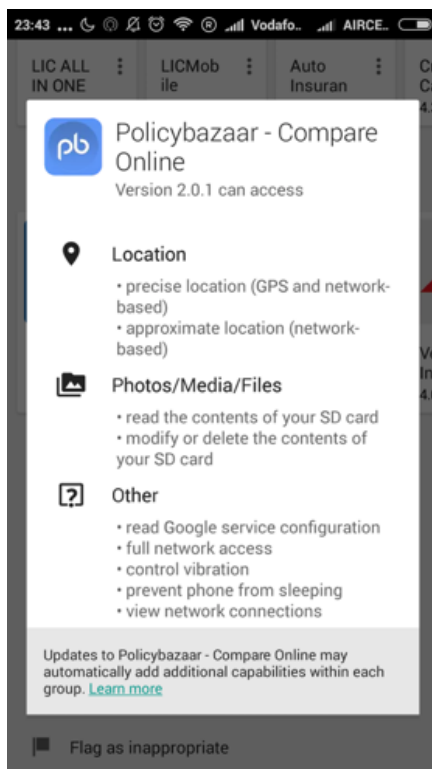 23:43 ... R Vodafo.. AIRCE..
LIC ALL
IN ONE
LICMob
ile
Auto
Insuran
pb
Policybazaar - Compare
Online
Version 2.0.1 can access
Location
• precise location (GPS and network-
based)
• approximate location (network-
based)
Photos/Media/Files
• read the contents of your SD card
• modify or delete the contents of
your SD card
Other
• read Google service configuration
• full network access
• control vibration
• prevent phone from sleeping
• view network connections
Updates to Policybazaar - Compare Online may
automatically add additional capabilities within each
group. Learn more
Flag as inappropriate